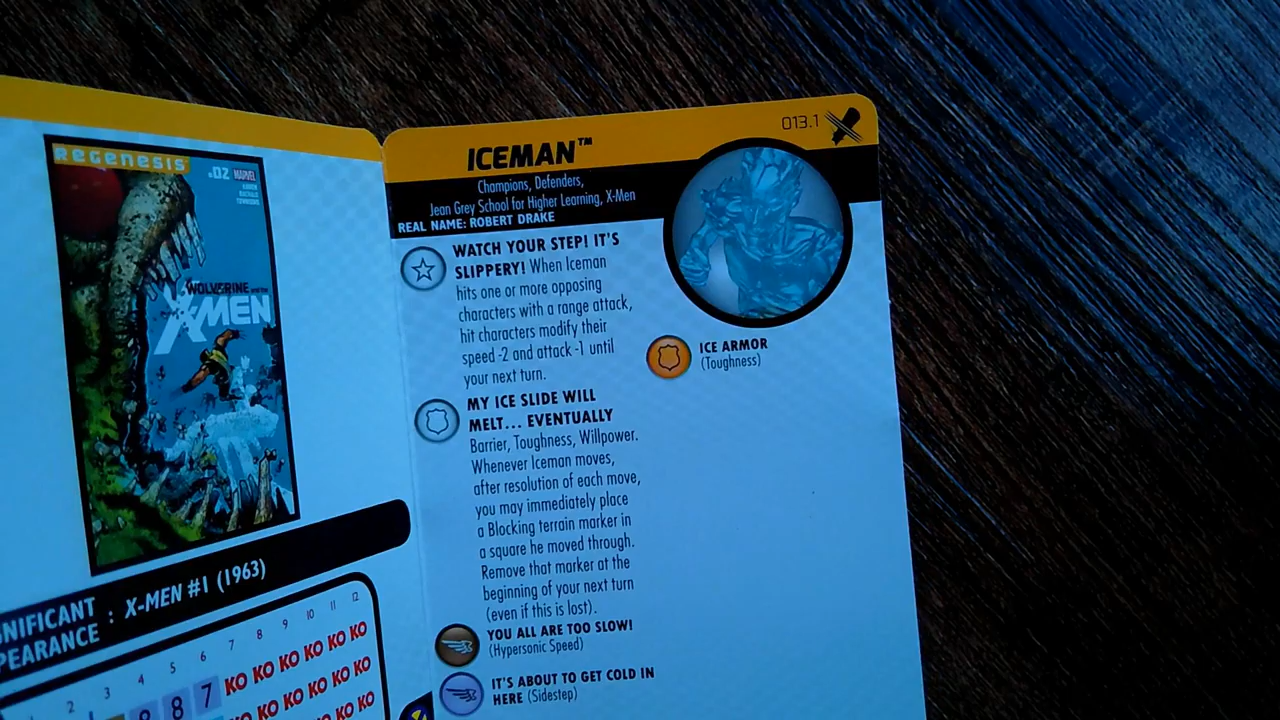 REGENESIS
.02 MARVEL
AARON
BACHALO
TOWNSEND
WOLVERINE and the
X-MEN
NIFICANT
PEARANCE : X-MEN #1 (1963)
2 3 4 5 6 7 8 9 10 11 12
8 8 7 KO KO KO KO KO KO
KO KO KO KO KO
KO KO
ICEMAN™
013.1
Champions, Defenders,
Jean Grey School for Higher Learning, X-Men
REAL NAME: ROBERT DRAKE
WATCH YOUR STEP! IT'S
SLIPPERY! When Iceman
hits one or more opposing
characters with a range attack,
hit characters modify their
speed -2 and attack -1 until
your next turn.
MY ICE SLIDE WILL
MELT... EVENTUALLY
Barrier, Toughness, Willpower.
Whenever Iceman moves,
after resolution of each move,
you may immediately place
a Blocking terrain marker in
a square he moved through.
Remove that marker at the
beginning of your next turn
(even if this is lost).
YOU ALL ARE TOO SLOW!
(Hypersonic Speed)
IT'S ABOUT TO GET COLD IN
HERE (Sidestep)
ICE ARMOR
(Toughness)